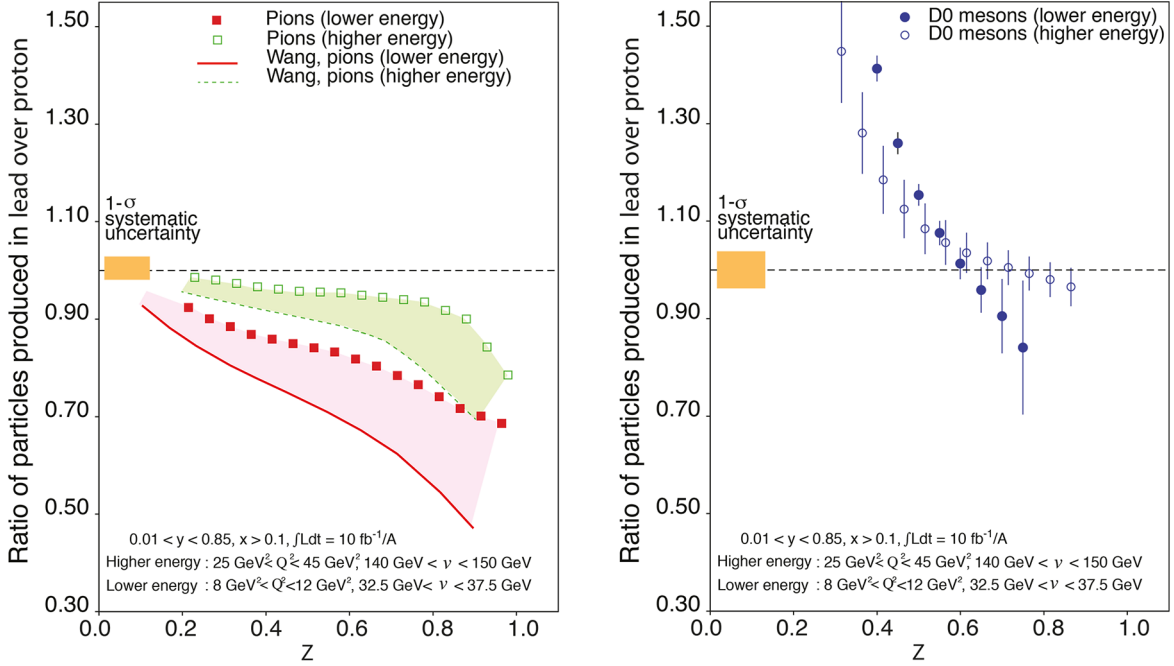 Ratio of particles produced in lead over proton
1.50
1.30
1.10
0.90
0.70
0.50
0.30
Pions (lower energy)
Pions (higher energy)
Wang, pions (lower energy)
Wang, pions (higher energy)
1-σ
systematic
uncertainty
0.01 < y < 0.85, x > 0.1, ∫Ldt = 10 fb⁻¹/A
Higher energy : 25 GeV²< Q²< 45 GeV², 140 GeV < ν < 150 GeV
Lower energy : 8 GeV²< Q²<12 GeV², 32.5 GeV< ν < 37.5 GeV
0.0 0.2 0.4 0.6 0.8 1.0
Z
Ratio of particles produced in lead over proton
1.50
1.30
1.10
0.90
0.70
0.50
0.30
D0 mesons (lower energy)
D0 mesons (higher energy)
1-σ
systematic
uncertainty
0.01 < y < 0.85, x > 0.1, ∫Ldt = 10 fb⁻¹/A
Higher energy : 25 GeV²< Q²< 45 GeV², 140 GeV < ν < 150 GeV
Lower energy : 8 GeV²< Q²<12 GeV², 32.5 GeV< ν < 37.5 GeV
0.0 0.2 0.4 0.6 0.8 1.0
Z